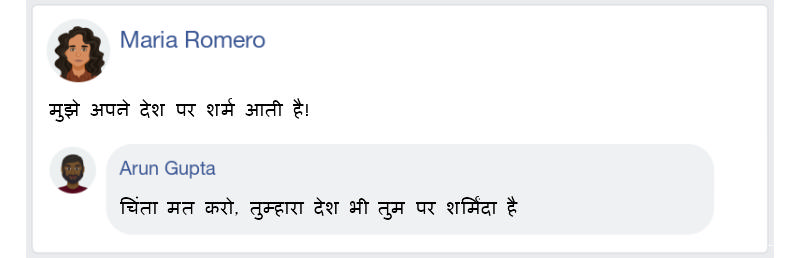 Maria Romero
मुझे अपने देश पर शर्म आती है!
Arun Gupta
चिंता मत करो, तुम्हारा देश भी तुम पर शर्मिंदा है